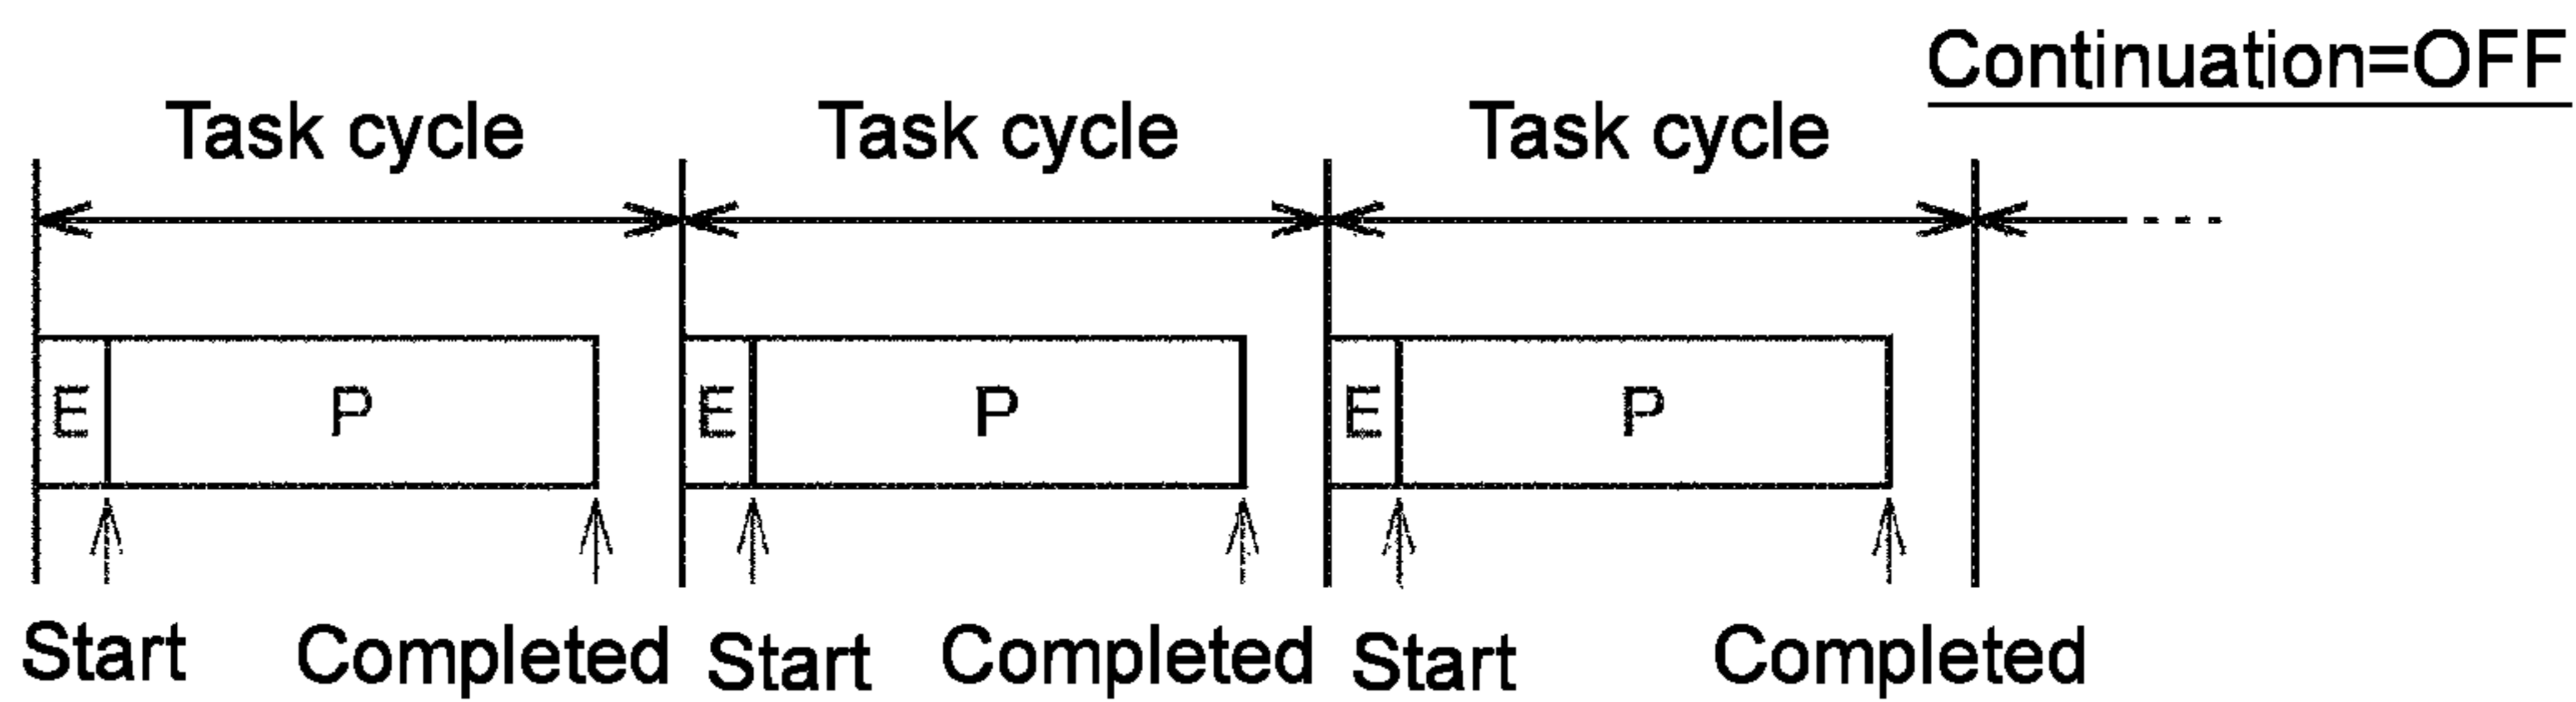 Continuation=OFF
Task cycle Task cycle Task cycle
E P E P E P
Start Completed Start Completed Start Completed